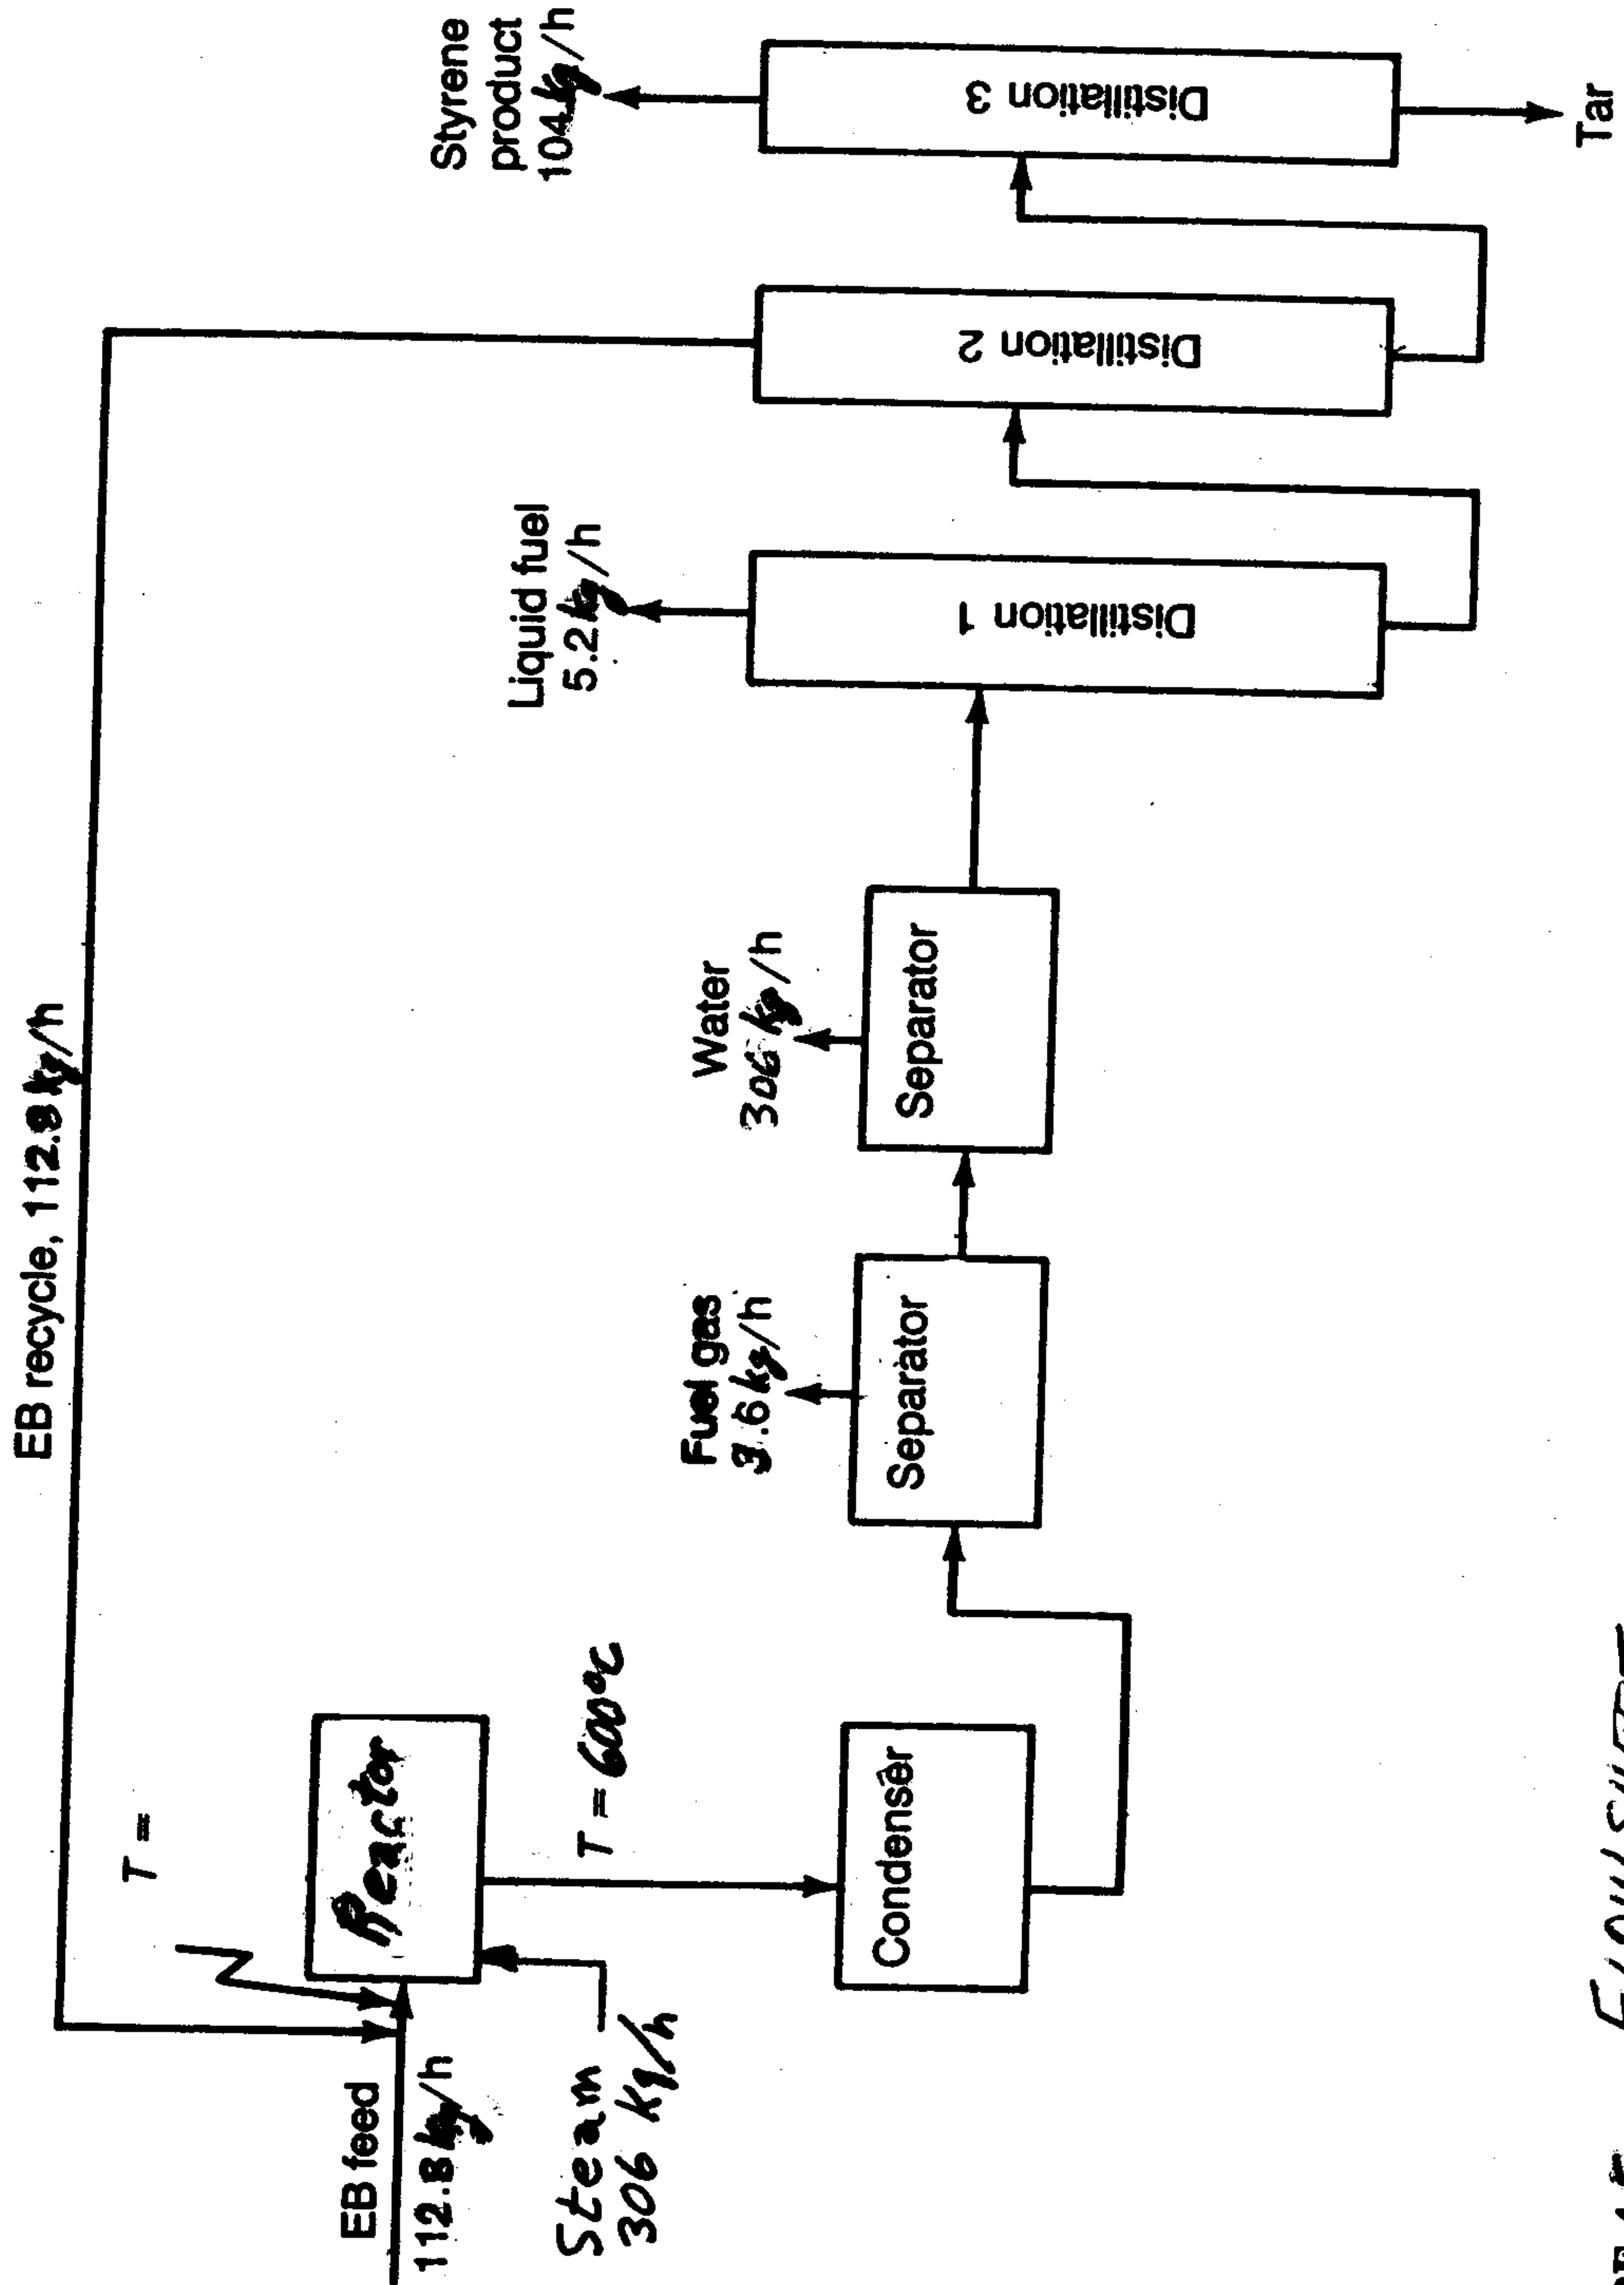 EB recycle, 112.8 kg/h
T =
Reactor
EB feed
112.8 kg/h
Steam
306 Kg/h
T = 600°C
Condenser
Fuel gas
3.6 kg/h
Separator
Water
306 kg/h
Separator
Liquid fuel
5.2 kg/h
Distillation 1
Distillation 2
Styrene
product
104 kg/h
Distillation 3
Tar